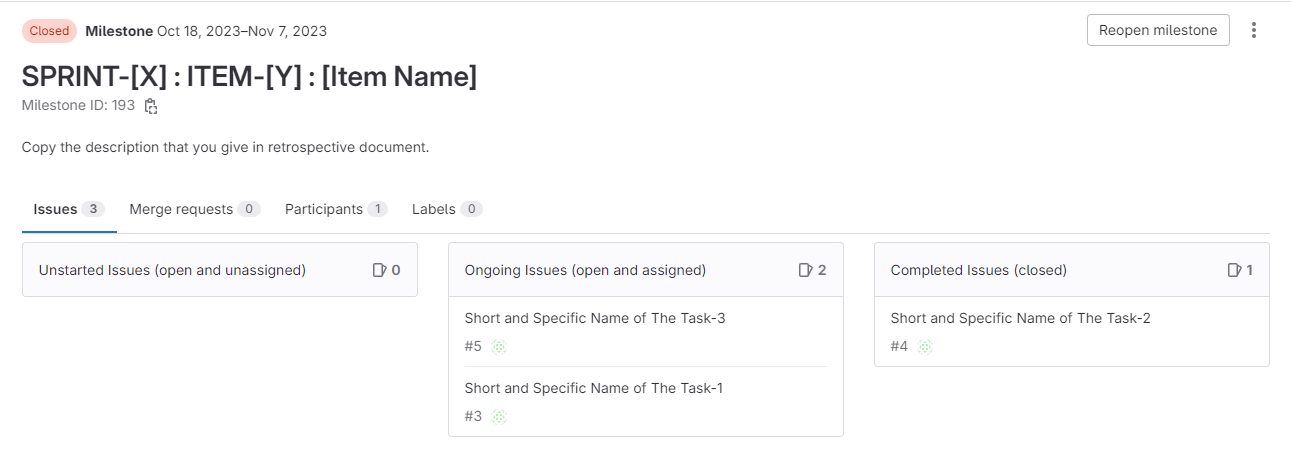 Closed Milestone Oct 18, 2023–Nov 7, 2023 Reopen milestone
SPRINT-[X] : ITEM-[Y] : [Item Name]
Milestone ID: 193
Copy the description that you give in retrospective document.
Issues 3 Merge requests 0 Participants 1 Labels 0
Unstarted Issues (open and unassigned) 0
Ongoing Issues (open and assigned) 2
Short and Specific Name of The Task-3
#5
Short and Specific Name of The Task-1
#3
Completed Issues (closed) 1
Short and Specific Name of The Task-2
#4